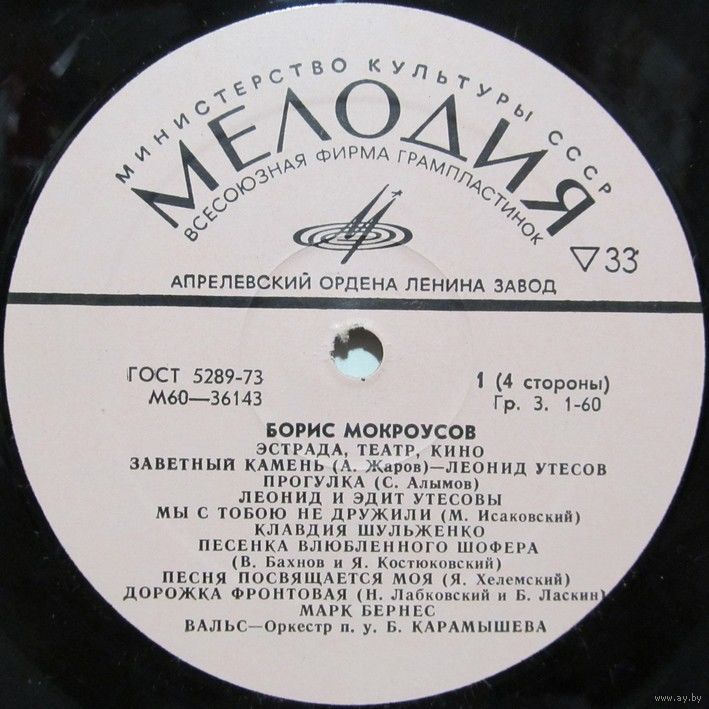 МИНИСТЕРСТВО КУЛЬТУРЫ СССР
МЕЛОДИЯ
ВСЕСОЮЗНАЯ ФИРМА ГРАМПЛАСТИНОК
▽ 33
АПРЕЛЕВСКИЙ ОРДЕНА ЛЕНИНА ЗАВОД
ГОСТ 5289-73 1 (4 стороны)
М60—36143 Гр. 3. 1-60
БОРИС МОКРОУСОВ
ЭСТРАДА, ТЕАТР, КИНО
ЗАВЕТНЫЙ КАМЕНЬ (А. Жаров)—ЛЕОНИД УТЕСОВ
ПРОГУЛКА (С. Алымов)
ЛЕОНИД И ЭДИТ УТЕСОВЫ
МЫ С ТОБОЮ НЕ ДРУЖИЛИ (М. Исаковский)
КЛАВДИЯ ШУЛЬЖЕНКО
ПЕСЕНКА ВЛЮБЛЕННОГО ШОФЕРА
(В. Бахнов и Я. Костюковский)
ПЕСНЯ ПОСВЯЩАЕТСЯ МОЯ (Я. Хелемский)
ДОРОЖКА ФРОНТОВАЯ (Н. Лабковский и Б. Ласкин)
МАРК БЕРНЕС
ВАЛЬС—Оркестр п. у. Б. КАРАМЫШЕВА
www.ay.by